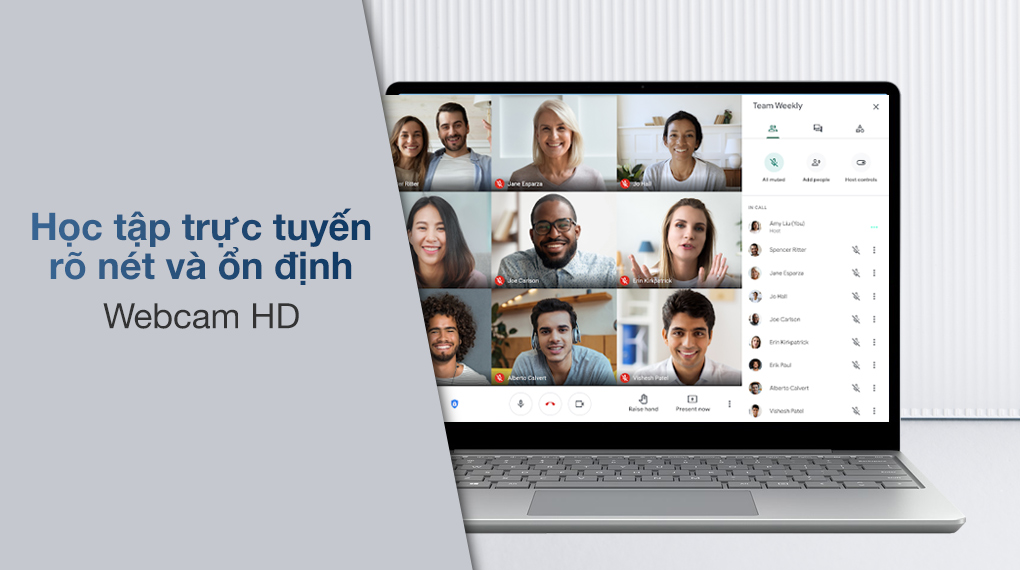 Học tập trực tuyến
rõ nét và ổn định
Webcam HD
Team Weekly
All muted
Add people
Host controls
IN CALL
Amy Liu (You)
Host
Spencer Ritter
Jane Esparza
Jo Hall
Joe Carlson
Erin Kirkpatrick
Erik Paul
Alberto Calvert
Vishesh Patel
er Ritter
Jane Esparza
Jo Hall
Joe Carlson
Erin Kirkpatrick
Alberto Calvert
Vishesh Patel
Raise hand
Present now